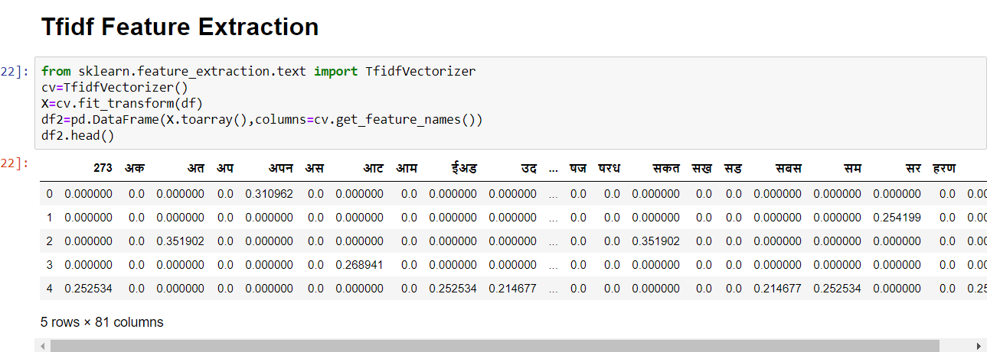 Tfidf Feature Extraction
22]:
from sklearn.feature_extraction.text import TfidfVectorizer
cv=TfidfVectorizer()
X=cv.fit_transform(df)
df2=pd.DataFrame(X.toarray(),columns=cv.get_feature_names())
df2.head()
22]:
273 अक अत अप अपन अस आट आम ईअड उद ... षज षरध सकत सख सड सबस सम सर हरण
0 0.000000 0.0 0.000000 0.0 0.310962 0.0 0.000000 0.0 0.000000 0.000000 ... 0.0 0.0 0.000000 0.0 0.0 0.000000 0.000000 0.000000 0.0 0.00
1 0.000000 0.0 0.000000 0.0 0.000000 0.0 0.000000 0.0 0.000000 0.000000 ... 0.0 0.0 0.000000 0.0 0.0 0.000000 0.000000 0.254199 0.0 0.00
2 0.000000 0.0 0.351902 0.0 0.000000 0.0 0.000000 0.0 0.000000 0.000000 ... 0.0 0.0 0.351902 0.0 0.0 0.000000 0.000000 0.000000 0.0 0.00
3 0.000000 0.0 0.000000 0.0 0.000000 0.0 0.268941 0.0 0.000000 0.000000 ... 0.0 0.0 0.000000 0.0 0.0 0.000000 0.000000 0.000000 0.0 0.00
4 0.252534 0.0 0.000000 0.0 0.000000 0.0 0.000000 0.0 0.252534 0.214677 ... 0.0 0.0 0.000000 0.0 0.0 0.214677 0.252534 0.000000 0.0 0.25
5 rows × 81 columns